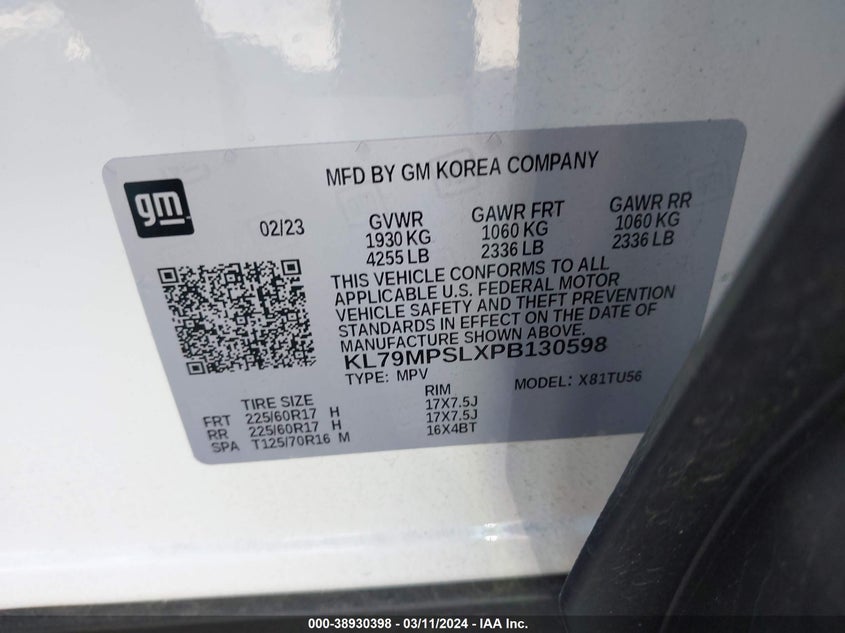 MFD BY GM KOREA COMPANY
gm
02/23
GVWR GAWR FRT GAWR RR
1930 KG 1060 KG 1060 KG
4255 LB 2336 LB 2336 LB
THIS VEHICLE CONFORMS TO ALL
APPLICABLE U.S. FEDERAL MOTOR
VEHICLE SAFETY AND THEFT PREVENTION
STANDARDS IN EFFECT ON THE DATE OF
MANUFACTURE SHOWN ABOVE.
KL79MPSLXPB130598
TYPE: MPV MODEL: X81TU56
TIRE SIZE RIM
FRT 225/60R17 H 17X7.5J
RR 225/60R17 H 17X7.5J
SPA T125/70R16 M 16X4BT
000-38930398 - 03/11/2024 - IAA Inc.